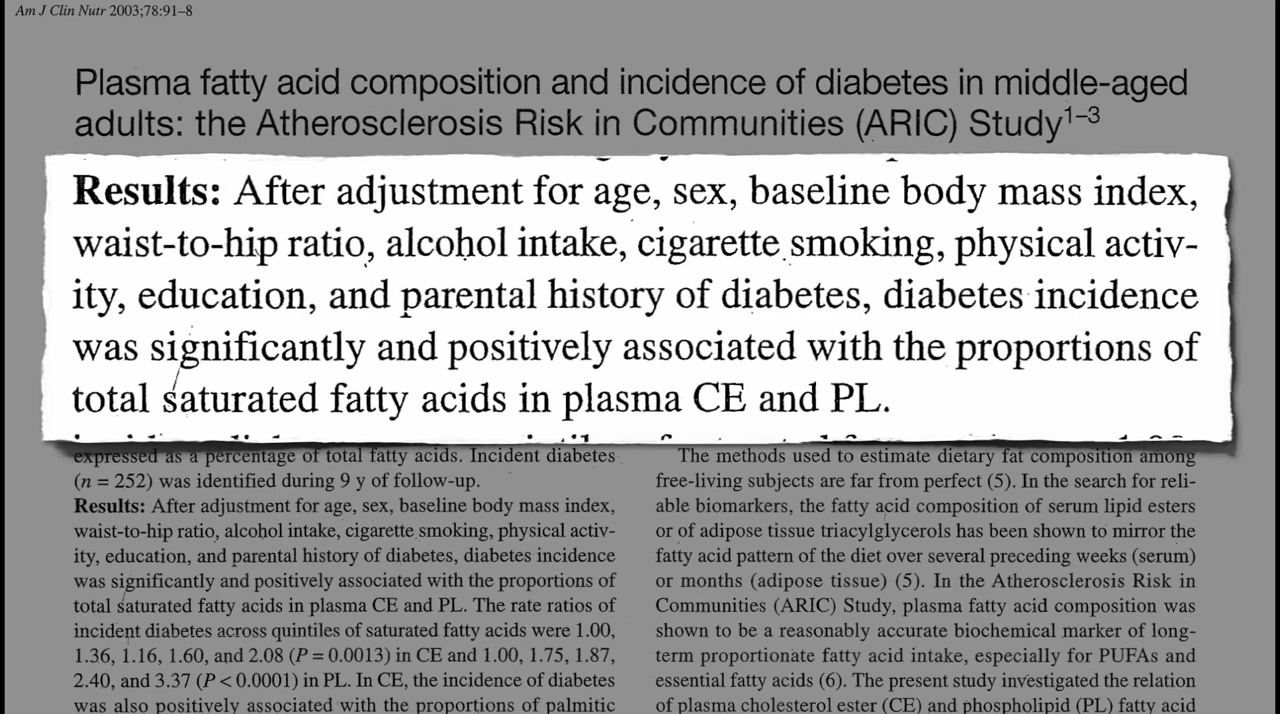 Am J Clin Nutr 2003;78:91–8
Plasma fatty acid composition and incidence of diabetes in middle-aged
adults: the Atherosclerosis Risk in Communities (ARIC) Study1–3
Results: After adjustment for age, sex, baseline body mass index,
waist-to-hip ratio, alcohol intake, cigarette smoking, physical activ-
ity, education, and parental history of diabetes, diabetes incidence
was significantly and positively associated with the proportions of
total saturated fatty acids in plasma CE and PL.
expressed as a percentage of total fatty acids. Incident diabetes
(n = 252) was identified during 9 y of follow-up.
Results: After adjustment for age, sex, baseline body mass index,
waist-to-hip ratio, alcohol intake, cigarette smoking, physical activ-
ity, education, and parental history of diabetes, diabetes incidence
was significantly and positively associated with the proportions of
total saturated fatty acids in plasma CE and PL. The rate ratios of
incident diabetes across quintiles of saturated fatty acids were 1.00,
1.36, 1.16, 1.60, and 2.08 (P = 0.0013) in CE and 1.00, 1.75, 1.87,
2.40, and 3.37 (P < 0.0001) in PL. In CE, the incidence of diabetes
was also positively associated with the proportions of palmitic
The methods used to estimate dietary fat composition among
free-living subjects are far from perfect (5). In the search for reli-
able biomarkers, the fatty acid composition of serum lipid esters
or of adipose tissue triacylglycerols has been shown to mirror the
fatty acid pattern of the diet over several preceding weeks (serum)
or months (adipose tissue) (5). In the Atherosclerosis Risk in
Communities (ARIC) Study, plasma fatty acid composition was
shown to be a reasonably accurate biochemical marker of long-
term proportionate fatty acid intake, especially for PUFAs and
essential fatty acids (6). The present study investigated the relation
of plasma cholesterol ester (CE) and phospholipid (PL) fatty acid